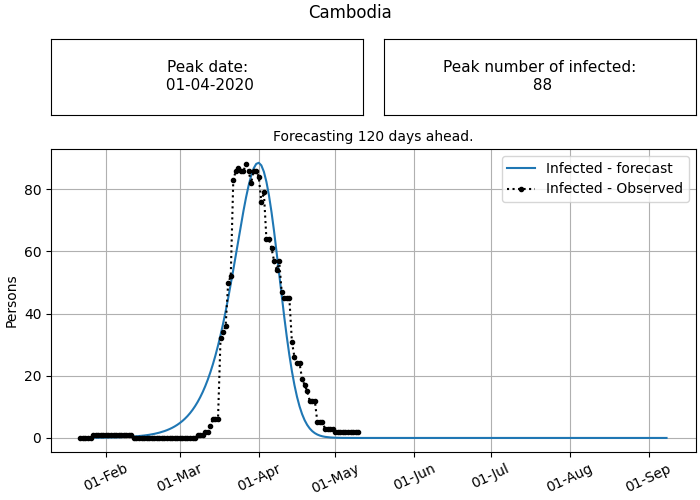 Cambodia
Peak date:
01-04-2020
Peak number of infected:
88
Forecasting 120 days ahead.
Infected - forecast
Infected - Observed
Persons
80
60
40
20
0
01-Feb
01-Mar
01-Apr
01-May
01-Jun
01-Jul
01-Aug
01-Sep